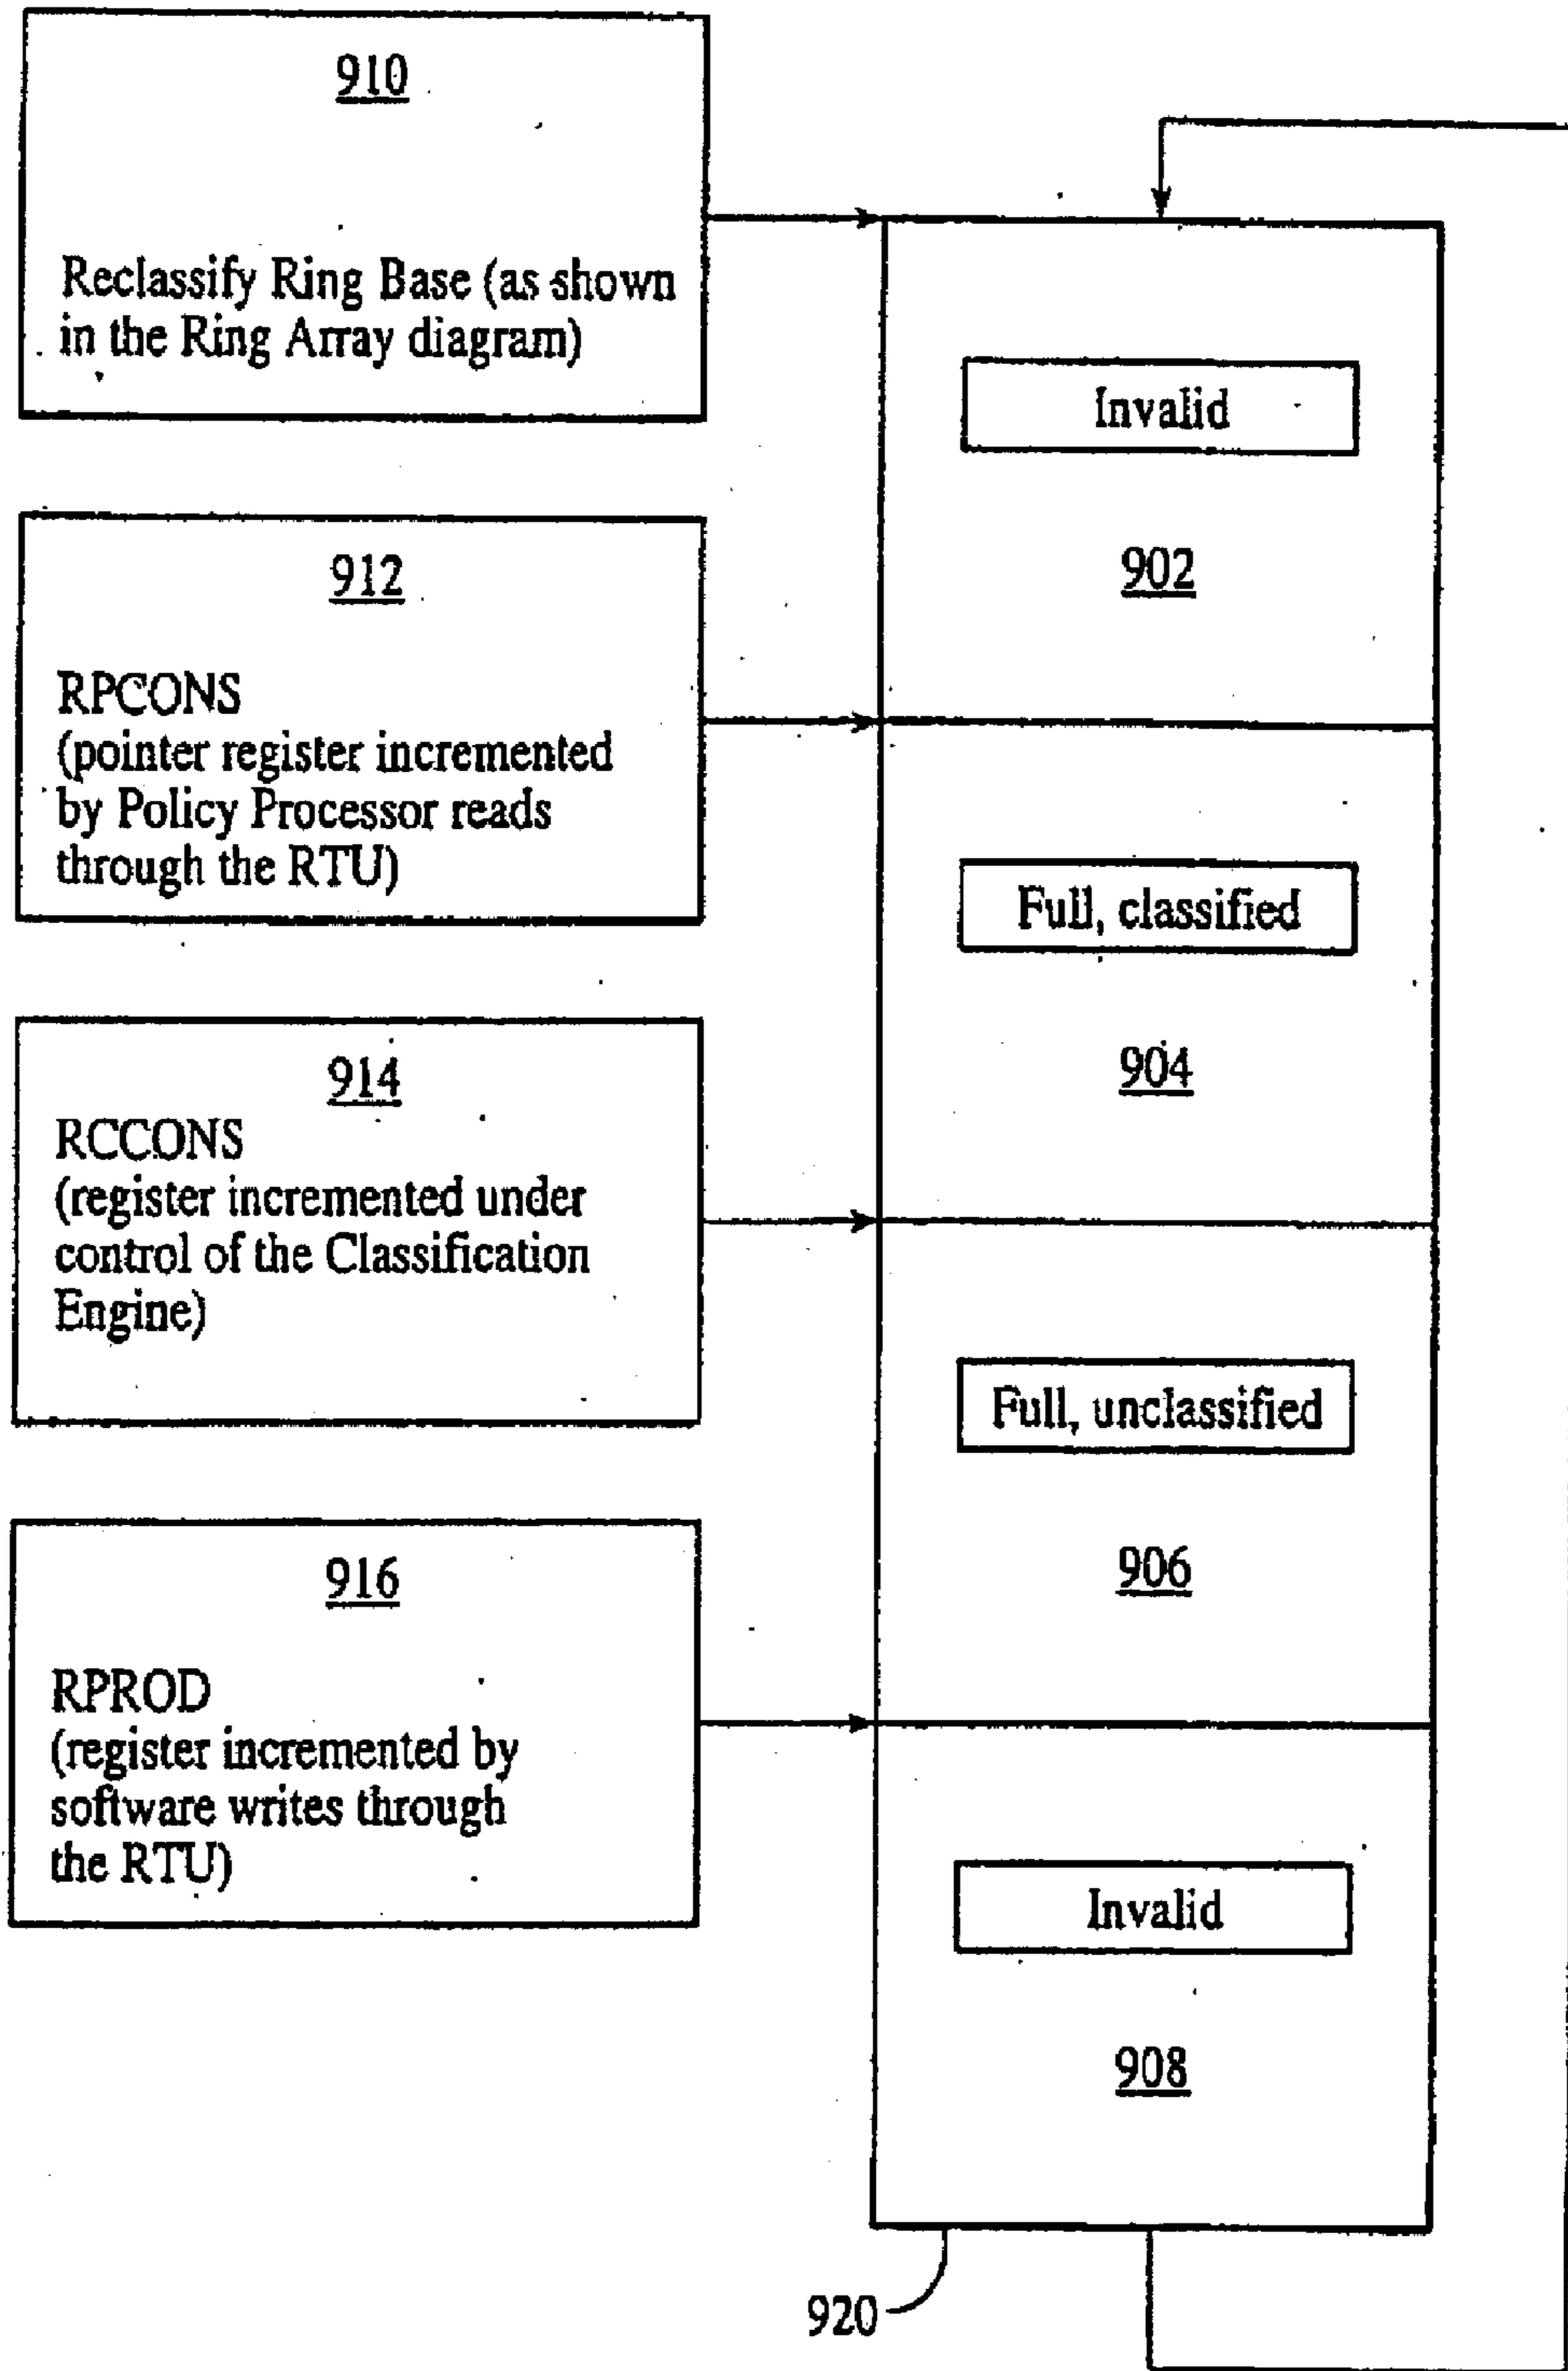 910
Reclassify Ring Base (as shown
in the Ring Array diagram)
Invalid
902
912
RPCONS
(pointer register incremented
by Policy Processor reads
through the RTU)
Full, classified
904
914
RCCONS
(register incremented under
control of the Classification
Engine)
Full, unclassified
906
916
RPROD
(register incremented by
software writes through
the RTU)
Invalid
908
920